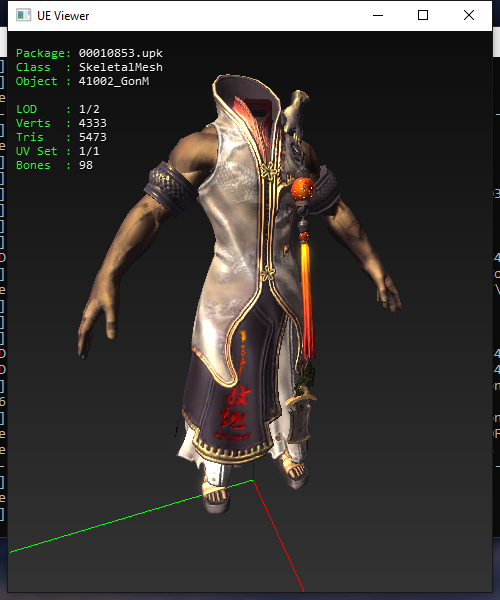 UE Viewer
Package: 00010853.upk
Class : SkeletalMesh
Object : 41002_GonM
LOD : 1/2
Verts : 4333
Tris : 5473
UV Set : 1/1
Bones : 98